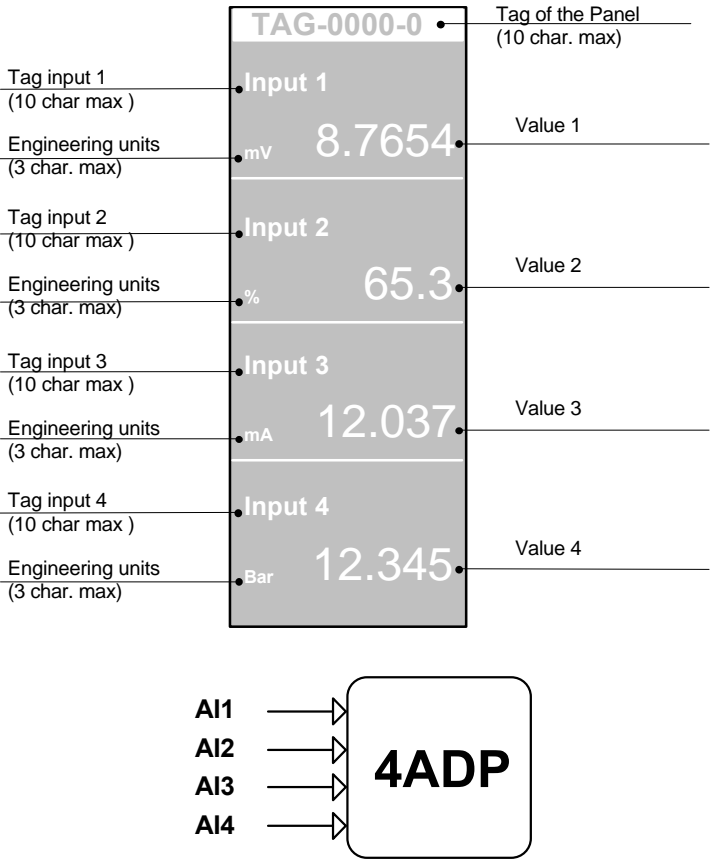 TAG-0000-0
Tag of the Panel
(10 char. max)
Tag input 1
(10 char max )
Input 1
Engineering units
(3 char. max)
mV
8.7654
Value 1
Tag input 2
(10 char max )
Input 2
Engineering units
(3 char. max)
%
65.3
Value 2
Tag input 3
(10 char max )
Input 3
Engineering units
(3 char. max)
mA
12.037
Value 3
Tag input 4
(10 char max )
Input 4
Engineering units
(3 char. max)
Bar
12.345
Value 4
AI1
AI2
AI3
AI4
4ADP